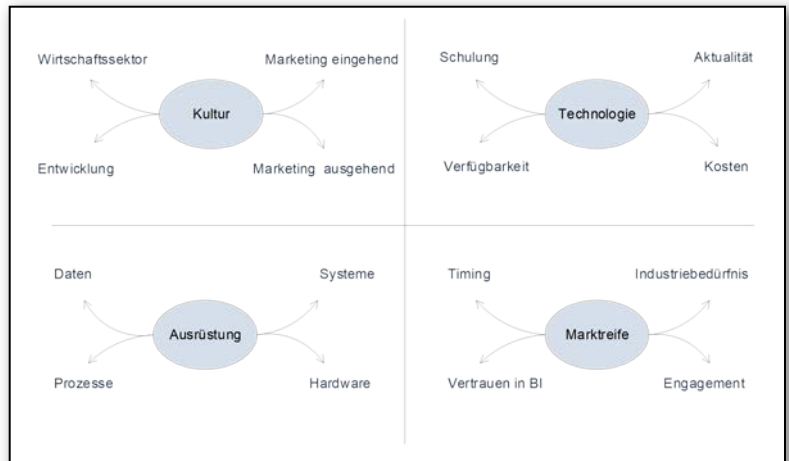 Wirtschaftssektor
Marketing eingehend
Kultur
Entwicklung
Marketing ausgehend
Schulung
Aktualität
Technologie
Verfügbarkeit
Kosten
Daten
Systeme
Ausrüstung
Prozesse
Hardware
Timing
Industriebedürfnis
Marktreife
Vertrauen in BI
Engagement